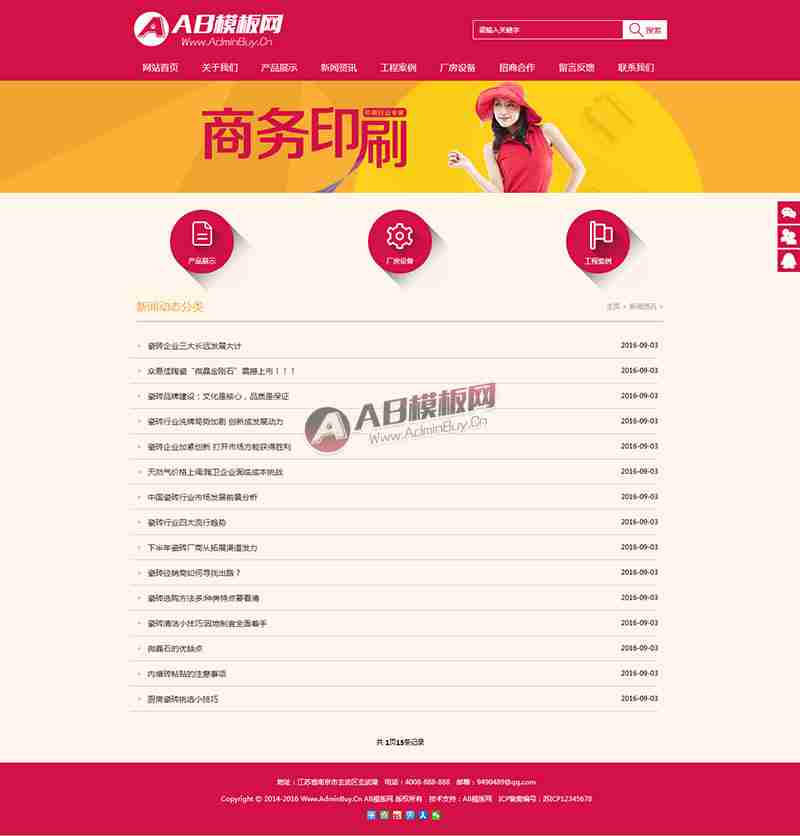 AB模板网
Www.AdminBuy.Cn
请输入关键字
搜索
网站首页 关于我们 产品展示 新闻资讯 工程案例 厂房设备 招商合作 留言反馈 联系我们
商务印刷
印刷行业专家
产品展示 厂房设备 工程案例
新闻动态分类 主页 > 新闻资讯 >
瓷砖企业三大长远发展大计 2016-09-03
众易佳陶瓷“微晶金刚石”震撼上市！！！ 2016-09-03
瓷砖品牌建设：文化是核心，品质是保证 2016-09-03
瓷砖行业洗牌局势加剧 创新成发展动力 2016-09-03
瓷砖企业加紧创新 打开市场方能获得胜利 2016-09-03
天然气价格上调 陶卫企业面临成本挑战 2016-09-03
中国瓷砖行业市场发展前景分析 2016-09-03
瓷砖行业四大流行趋势 2016-09-03
下半年瓷砖厂商从拓展渠道发力 2016-09-03
瓷砖经销商如何寻找出路？ 2016-09-03
瓷砖选购方法多 种类特点要看清 2016-09-03
瓷砖清洁小技巧 因地制宜全面着手 2016-09-03
微晶石的优缺点 2016-09-03
内墙砖粘贴的注意事项 2016-09-03
厨房瓷砖挑选小技巧 2016-09-03
AB模板网
Www.AdminBuy.Cn
共 1页15条记录
地址：江苏省南京市玄武区玄武湖 电话：4008-888-888 邮箱：9490489@qq.com
Copyright © 2014-2016 Www.AdminBuy.Cn AB模板网 版权所有 技术支持：AB模板网 ICP备案编号：苏ICP12345678